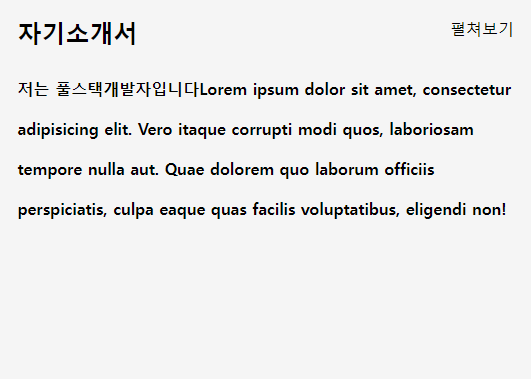 자기소개서
펼쳐보기
저는 풀스택개발자입니다Lorem ipsum dolor sit amet, consectetur
adipisicing elit. Vero itaque corrupti modi quos, laboriosam
tempore nulla aut. Quae dolorem quo laborum officiis
perspiciatis, culpa eaque quas facilis voluptatibus, eligendi non!